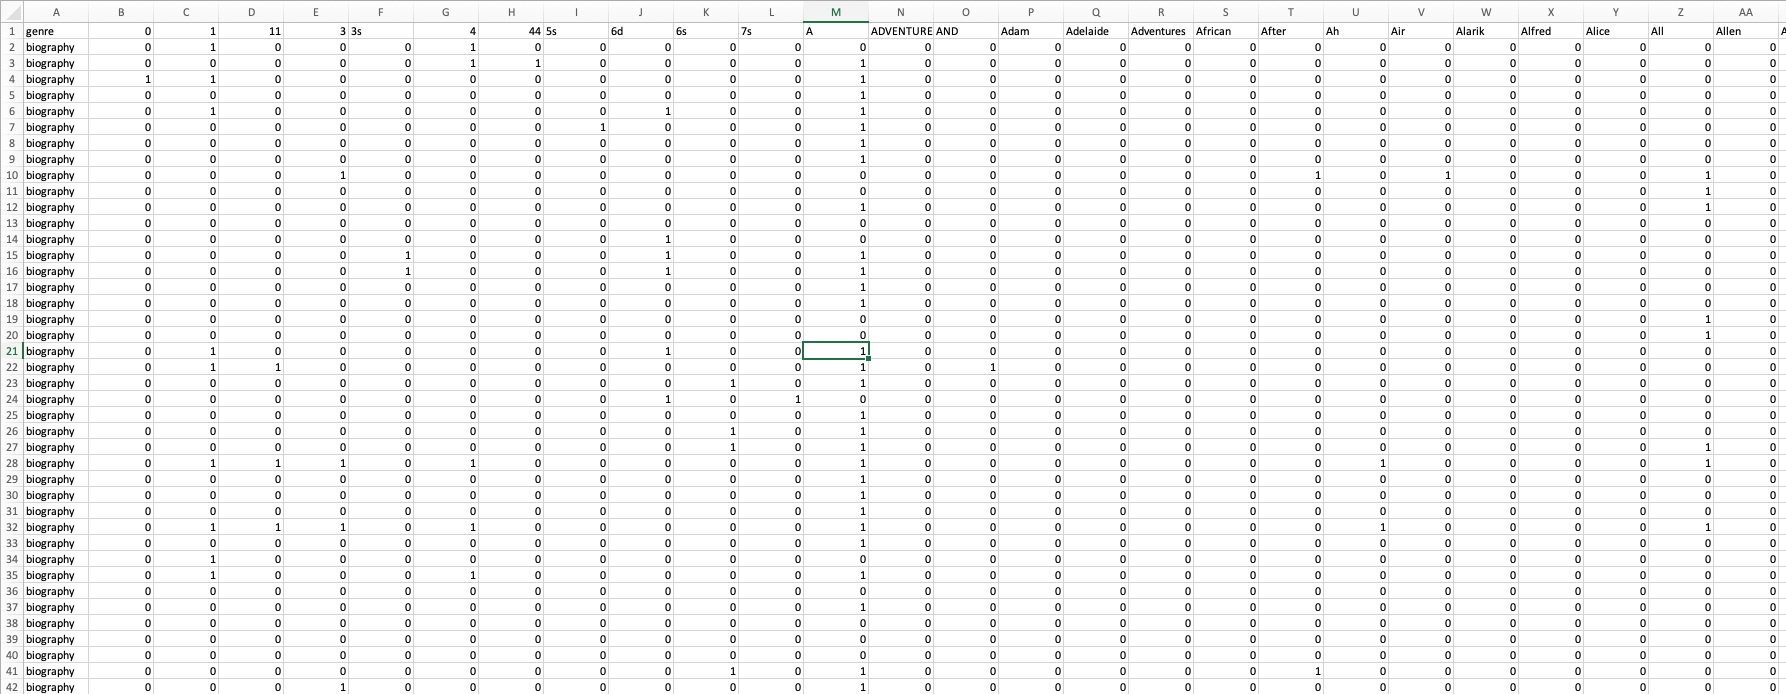 A B C D E F G H I J K L M N O P Q R S T U V W X Y Z AA
1 genre 0 1 11 3 3s 4 44 5s 6d 6s 7s A ADVENTURE AND Adam Adelaide Adventures African After Ah Air Alarik Alfred Alice All Allen
2 biography 0 1 0 0 0 1 0 0 0 0 0 0 0 0 0 0 0 0 0 0 0 0 0 0 0 0
3 biography 0 0 0 0 0 1 1 0 0 0 0 1 0 0 0 0 0 0 0 0 0 0 0 0 0 0
4 biography 1 1 0 0 0 0 0 0 0 0 0 1 0 0 0 0 0 0 0 0 0 0 0 0 0 0
5 biography 0 0 0 0 0 0 0 0 0 0 0 1 0 0 0 0 0 0 0 0 0 0 0 0 0 0
6 biography 0 1 0 0 0 0 0 0 1 0 0 1 0 0 0 0 0 0 0 0 0 0 0 0 0 0
7 biography 0 0 0 0 0 0 0 1 0 0 0 1 0 0 0 0 0 0 0 0 0 0 0 0 0 0
8 biography 0 0 0 0 0 0 0 0 0 0 0 1 0 0 0 0 0 0 0 0 0 0 0 0 0 0
9 biography 0 0 0 0 0 0 0 0 0 0 0 1 0 0 0 0 0 0 0 0 0 0 0 0 0 0
10 biography 0 0 0 1 0 0 0 0 0 0 0 0 0 0 0 0 0 0 1 0 1 0 0 0 1 0
11 biography 0 0 0 0 0 0 0 0 0 0 0 0 0 0 0 0 0 0 0 0 0 0 0 0 1 0
12 biography 0 0 0 0 0 0 0 0 0 0 0 1 0 0 0 0 0 0 0 0 0 0 0 0 1 0
13 biography 0 0 0 0 0 0 0 0 0 0 0 0 0 0 0 0 0 0 0 0 0 0 0 0 0 0
14 biography 0 0 0 0 0 0 0 0 1 0 0 0 0 0 0 0 0 0 0 0 0 0 0 0 0 0
15 biography 0 0 0 0 1 0 0 0 1 0 0 1 0 0 0 0 0 0 0 0 0 0 0 0 0 0
16 biography 0 0 0 0 1 0 0 0 1 0 0 1 0 0 0 0 0 0 0 0 0 0 0 0 0 0
17 biography 0 0 0 0 0 0 0 0 0 0 0 1 0 0 0 0 0 0 0 0 0 0 0 0 0 0
18 biography 0 0 0 0 0 0 0 0 0 0 0 1 0 0 0 0 0 0 0 0 0 0 0 0 0 0
19 biography 0 0 0 0 0 0 0 0 0 0 0 0 0 0 0 0 0 0 0 0 0 0 0 0 1 0
20 biography 0 0 0 0 0 0 0 0 0 0 0 0 0 0 0 0 0 0 0 0 0 0 0 0 1 0
21 biography 0 1 0 0 0 0 0 0 1 0 0 1 0 0 0 0 0 0 0 0 0 0 0 0 0 0
22 biography 0 1 1 0 0 0 0 0 0 0 0 1 0 1 0 0 0 0 0 0 0 0 0 0 0 0
23 biography 0 0 0 0 0 0 0 0 0 1 0 1 0 0 0 0 0 0 0 0 0 0 0 0 0 0
24 biography 0 0 0 0 0 0 0 0 1 0 1 0 0 0 0 0 0 0 0 0 0 0 0 0 0 0
25 biography 0 0 0 0 0 0 0 0 0 0 0 1 0 0 0 0 0 0 0 0 0 0 0 0 0 0
26 biography 0 0 0 0 0 0 0 0 0 1 0 1 0 0 0 0 0 0 0 0 0 0 0 0 0 0
27 biography 0 0 0 0 0 0 0 0 0 1 0 1 0 0 0 0 0 0 0 0 0 0 0 0 1 0
28 biography 0 1 1 1 0 1 0 0 0 0 0 1 0 0 0 0 0 0 0 1 0 0 0 0 1 0
29 biography 0 0 0 0 0 0 0 0 0 0 0 1 0 0 0 0 0 0 0 0 0 0 0 0 0 0
30 biography 0 0 0 0 0 0 0 0 0 0 0 1 0 0 0 0 0 0 0 0 0 0 0 0 0 0
31 biography 0 0 0 0 0 0 0 0 0 0 0 1 0 0 0 0 0 0 0 0 0 0 0 0 0 0
32 biography 0 1 1 1 0 1 0 0 0 0 0 1 0 0 0 0 0 0 0 1 0 0 0 0 1 0
33 biography 0 0 0 0 0 0 0 0 0 0 0 1 0 0 0 0 0 0 0 0 0 0 0 0 0 0
34 biography 0 1 0 0 0 0 0 0 0 0 0 0 0 0 0 0 0 0 0 0 0 0 0 0 0 0
35 biography 0 1 0 0 0 1 0 0 0 0 0 1 0 0 0 0 0 0 0 0 0 0 0 0 0 0
36 biography 0 0 0 0 0 0 0 0 0 0 0 0 0 0 0 0 0 0 0 0 0 0 0 0 0 0
37 biography 0 0 0 0 0 0 0 0 0 0 0 1 0 0 0 0 0 0 0 0 0 0 0 0 0 0
38 biography 0 0 0 0 0 0 0 0 0 0 0 0 0 0 0 0 0 0 0 0 0 0 0 0 0 0
39 biography 0 0 0 0 0 0 0 0 0 0 0 0 0 0 0 0 0 0 0 0 0 0 0 0 0 0
40 biography 0 0 0 0 0 0 0 0 0 0 0 0 0 0 0 0 0 0 0 0 0 0 0 0 0 0
41 biography 0 0 0 0 0 0 0 0 0 1 0 1 0 0 0 0 0 0 1 0 0 0 0 0 0 0
42 biography 0 0 0 1 0 0 0 0 0 0 0 1 0 0 0 0 0 0 0 0 0 0 0 0 0 0